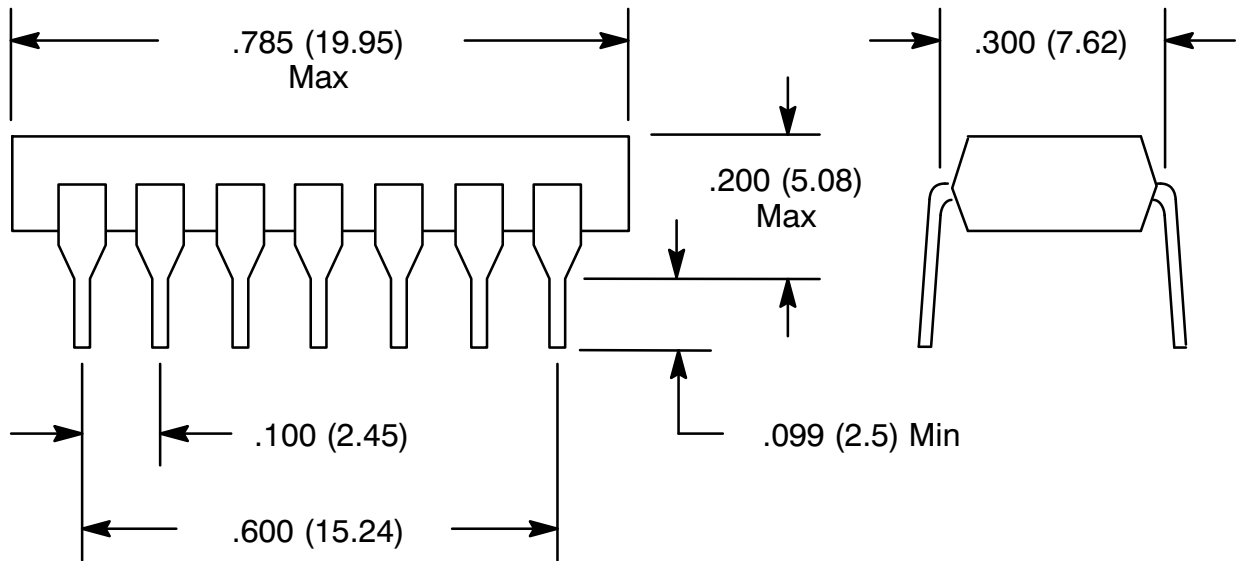 .785 (19.95)
Max
.300 (7.62)
.200 (5.08)
Max
.100 (2.45)
.099 (2.5) Min
.600 (15.24)